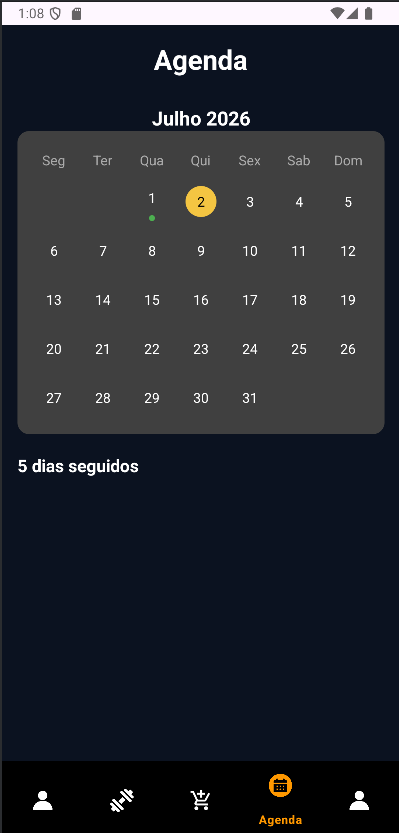 1:08
Agenda
Julho 2026
Seg Ter Qua Qui Sex Sab Dom
1 2 3 4 5
6 7 8 9 10 11 12
13 14 15 16 17 18 19
20 21 22 23 24 25 26
27 28 29 30 31
5 dias seguidos
Agenda